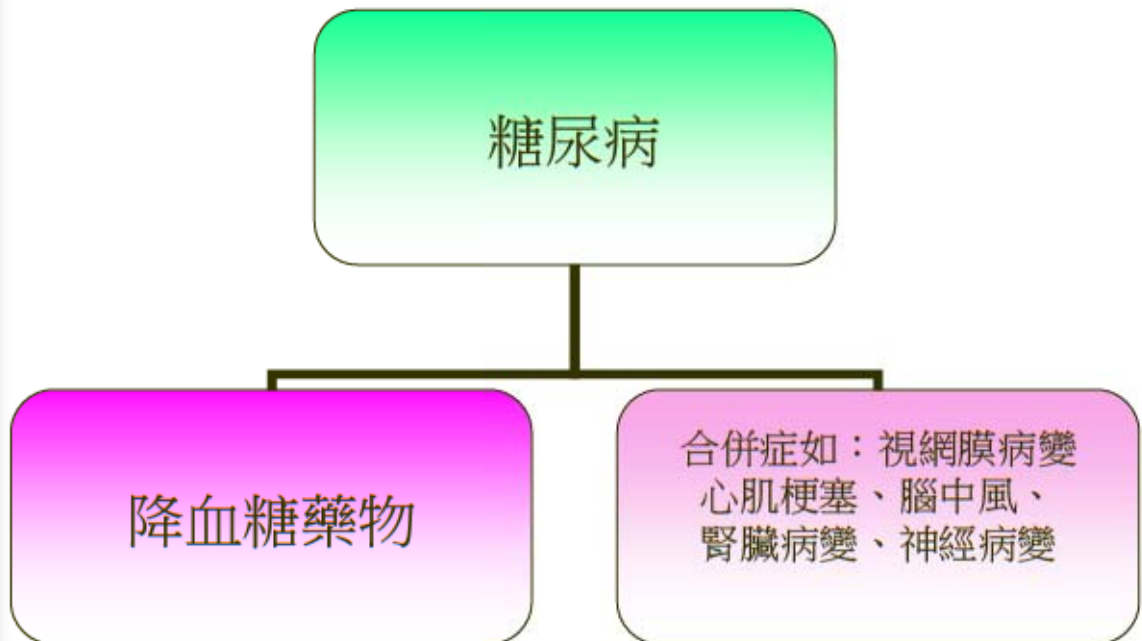 糖尿病
降血糖藥物
合併症如：視網膜病變
心肌梗塞、腦中風、
腎臟病變、神經病變